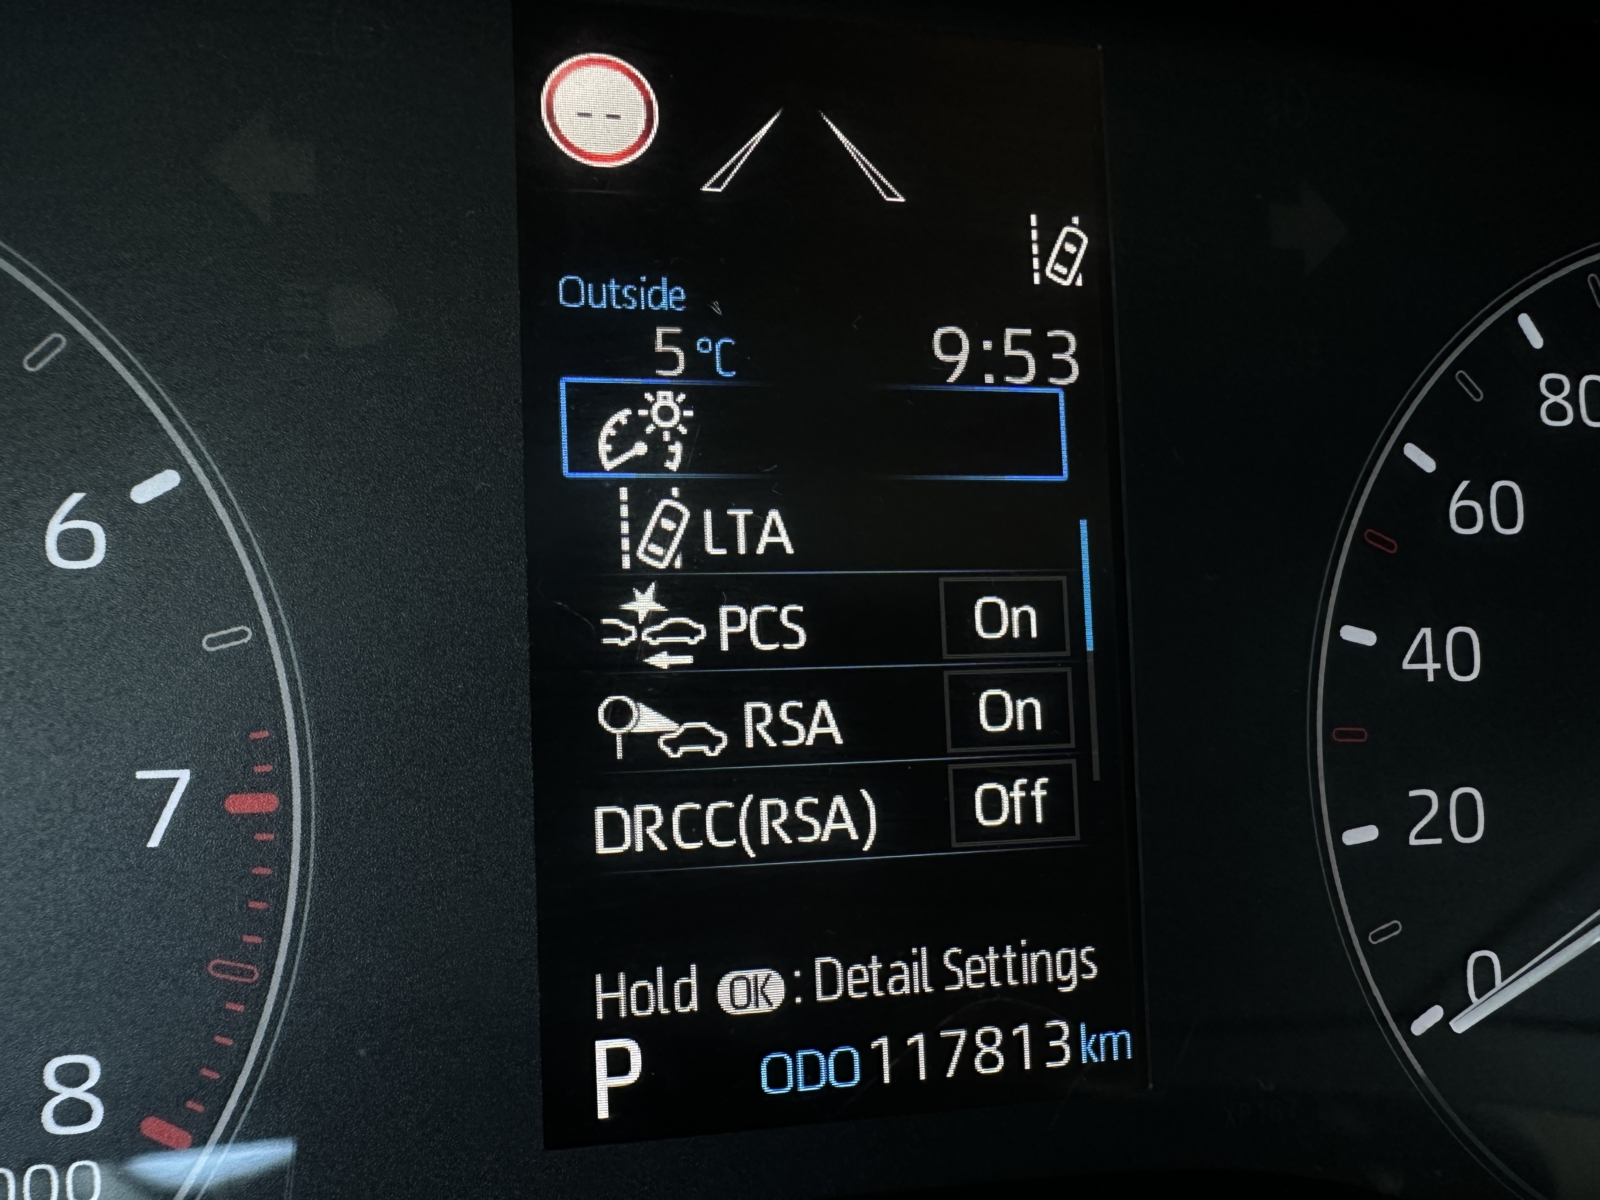 --
Outside
5 °C
9:53
LTA
PCS On
RSA On
DRCC(RSA) Off
Hold OK : Detail Settings
P ODO 117813 km
6
7
8
000
80
60
40
20
0